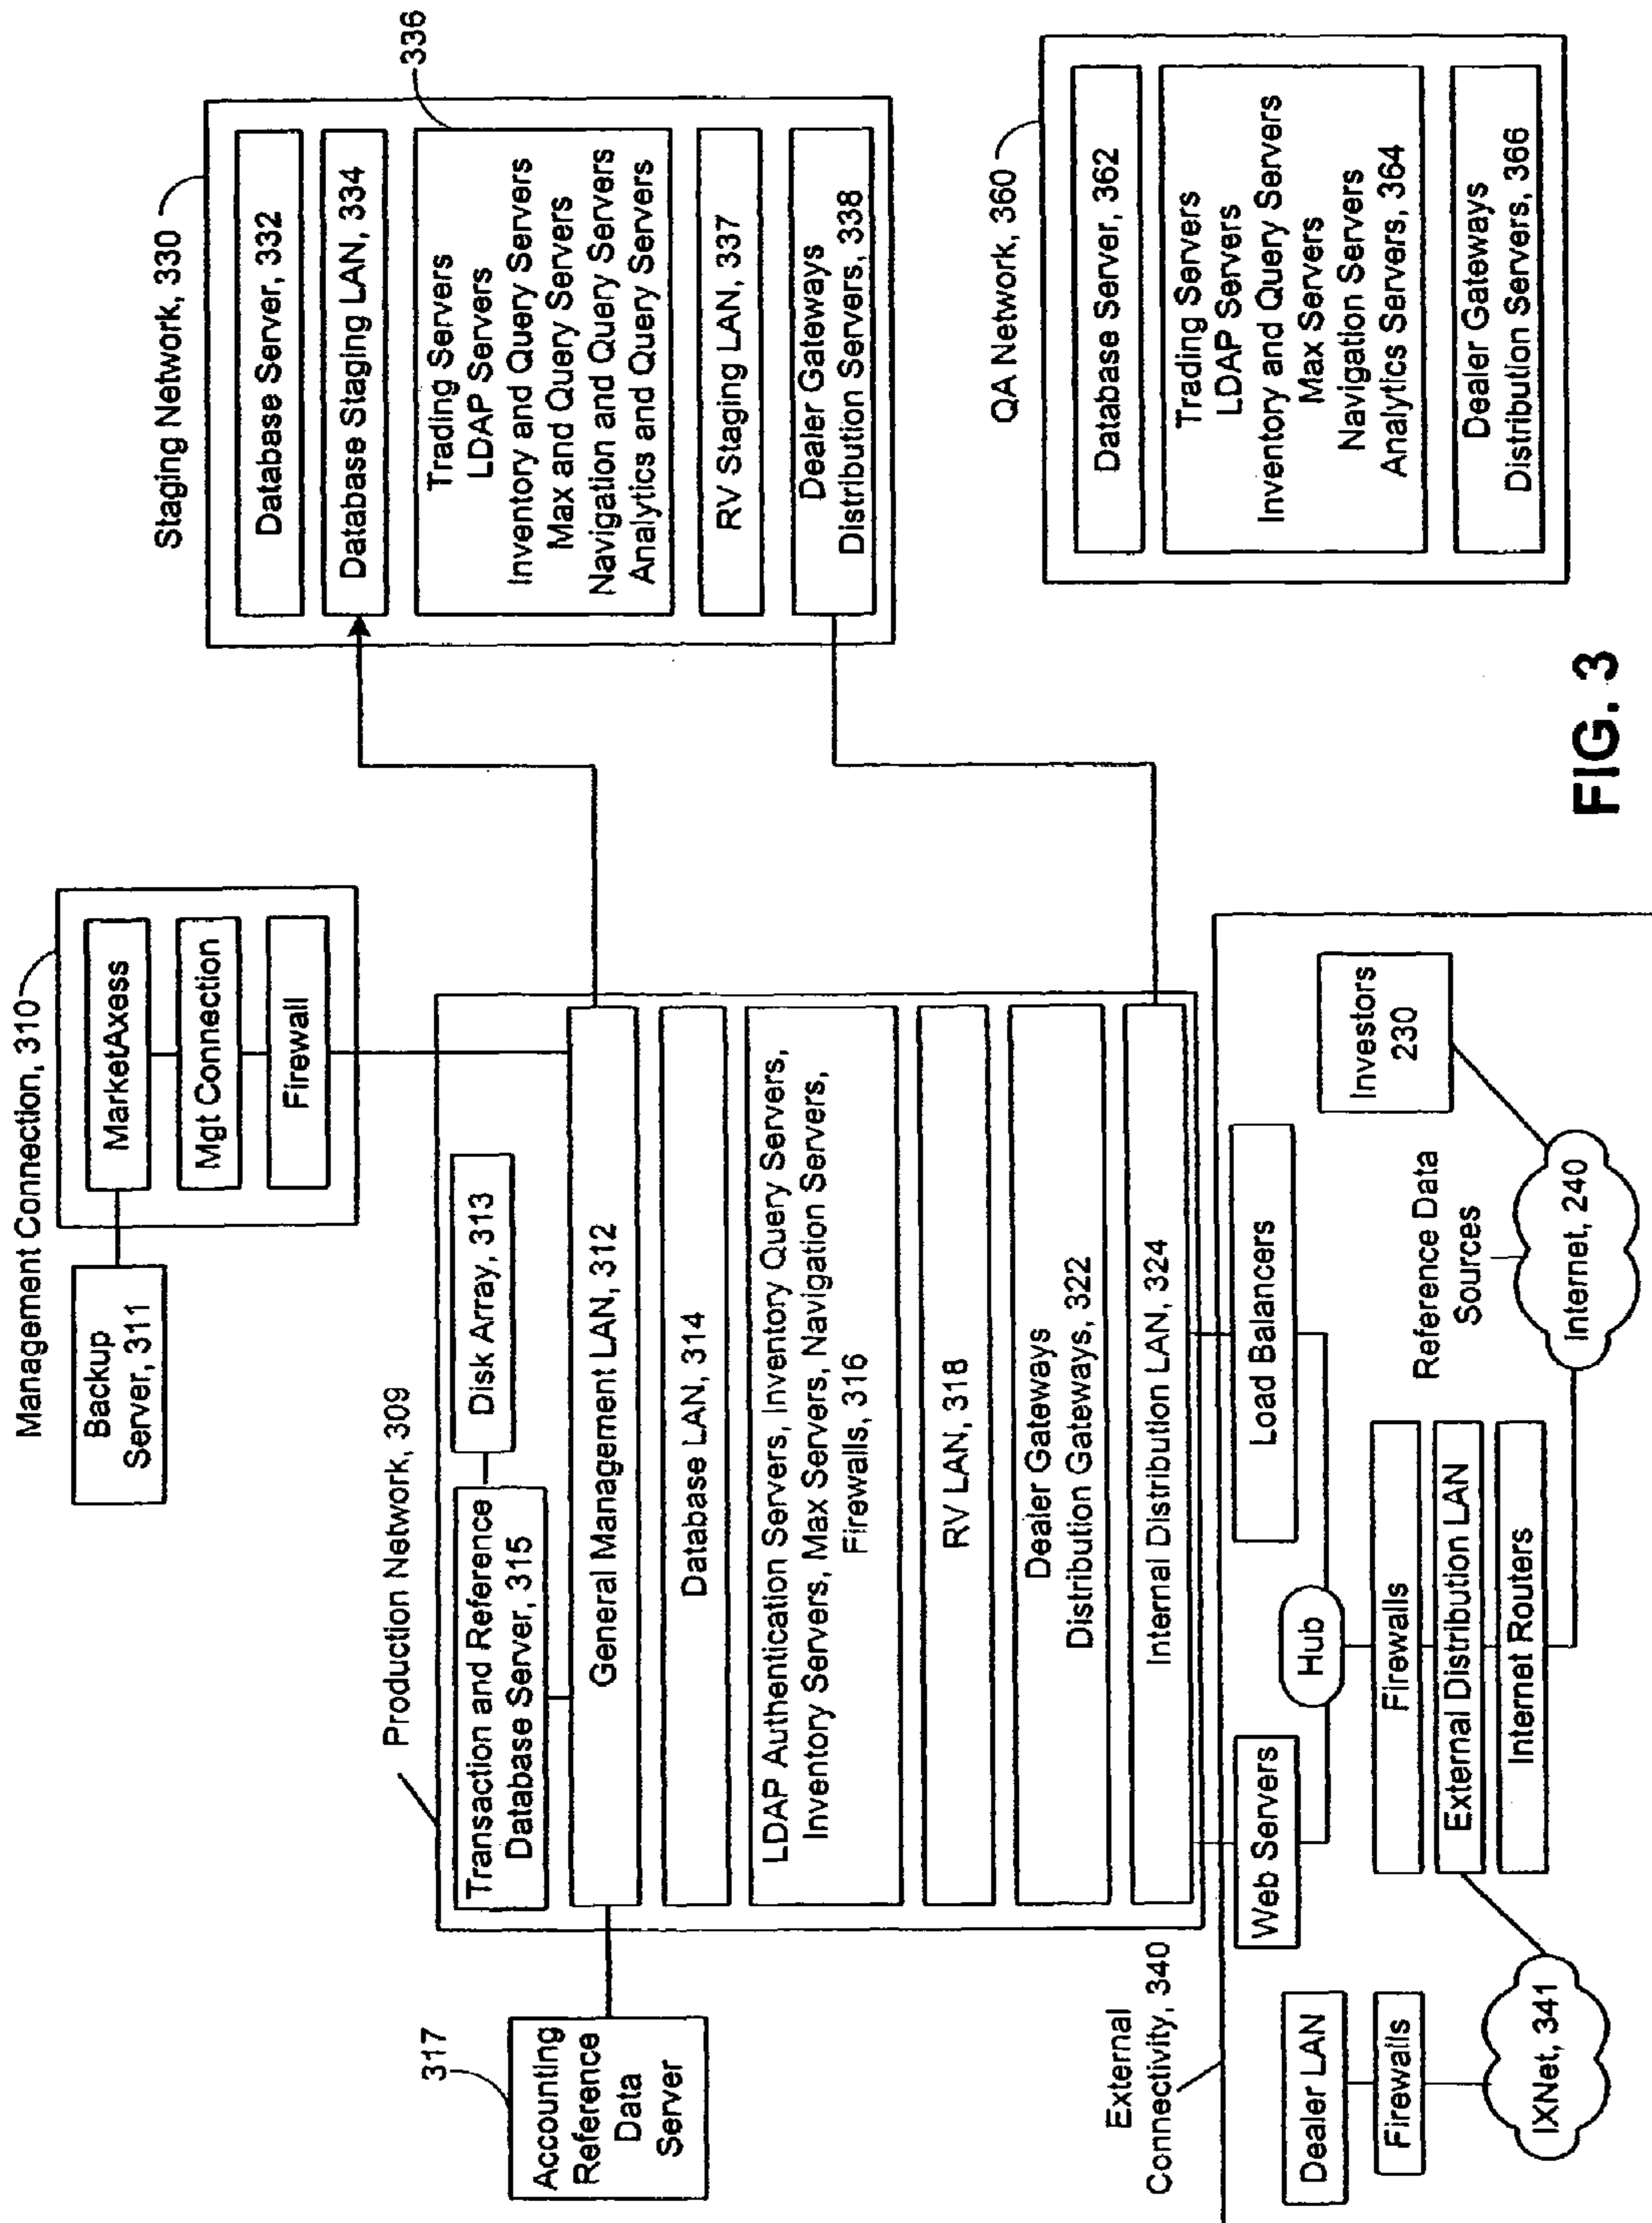 Management Connection, 310
Backup
Server, 311
MarketAxess
Mgt Connection
Firewall
Staging Network, 330
Database Server, 332
Database Staging LAN, 334
336
Trading Servers
LDAP Servers
Inventory and Query Servers
Max and Query Servers
Navigation and Query Servers
Analytics and Query Servers
RV Staging LAN, 337
Dealer Gateways
Distribution Servers, 338
Production Network, 309
Transaction and Reference
Database Server, 315
Disk Array, 313
317
Accounting
Reference
Data
Server
General Management LAN, 312
Database LAN, 314
LDAP Authentication Servers, Inventory Query Servers,
Inventory Servers, Max Servers, Navigation Servers,
Firewalls, 316
RV LAN, 318
Dealer Gateways
Distribution Gateways, 322
Internal Distribution LAN, 324
QA Network, 360
Database Server, 362
Trading Servers
LDAP Servers
Inventory and Query Servers
Max Servers
Navigation Servers
Analytics Servers, 364
Dealer Gateways
Distribution Servers, 366
External
Connectivity, 340
Web Servers
Load Balancers
Hub
Dealer LAN
Firewalls
IXNet, 341
Firewalls
External Distribution LAN
Internet Routers
Reference Data
Sources
Internet, 240
Investors
230
FIG. 3